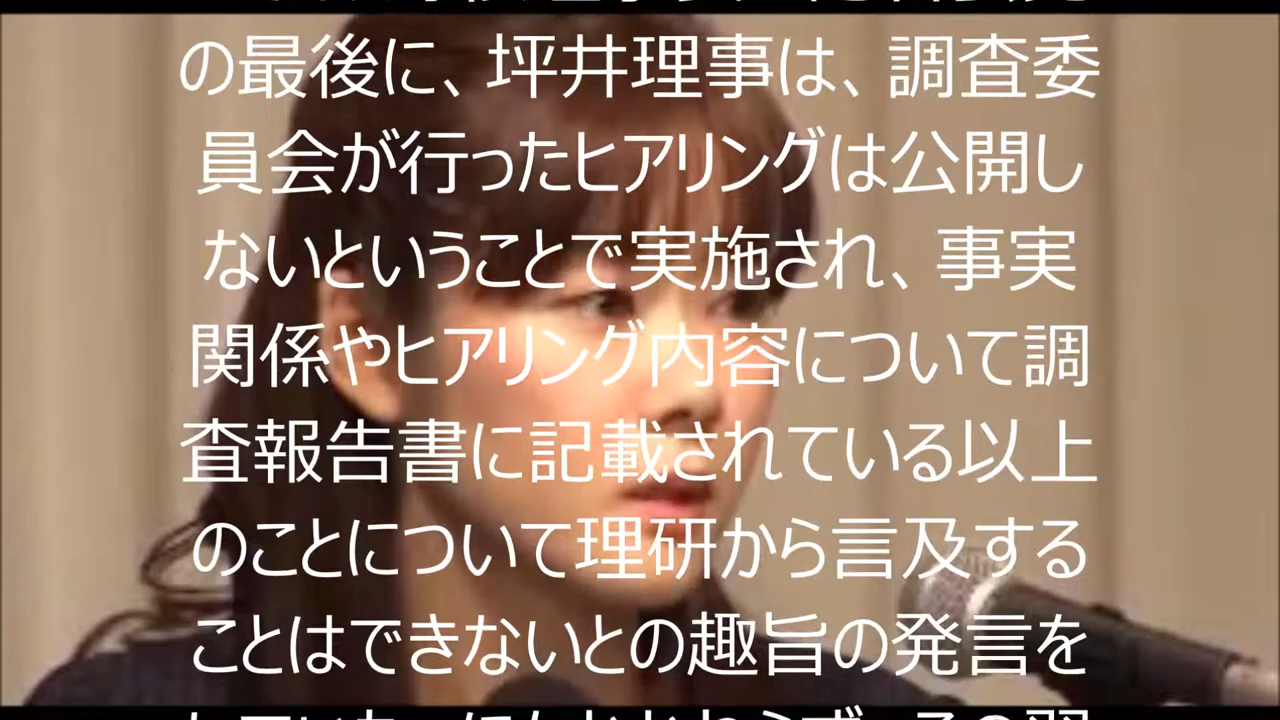 の最後に、坪井理事は、調査委
員会が行ったヒアリングは公開し
ないということで実施され、事実
関係やヒアリング内容について調
査報告書に記載されている以上
のことについて理研から言及する
ことはできないとの趣旨の発言を